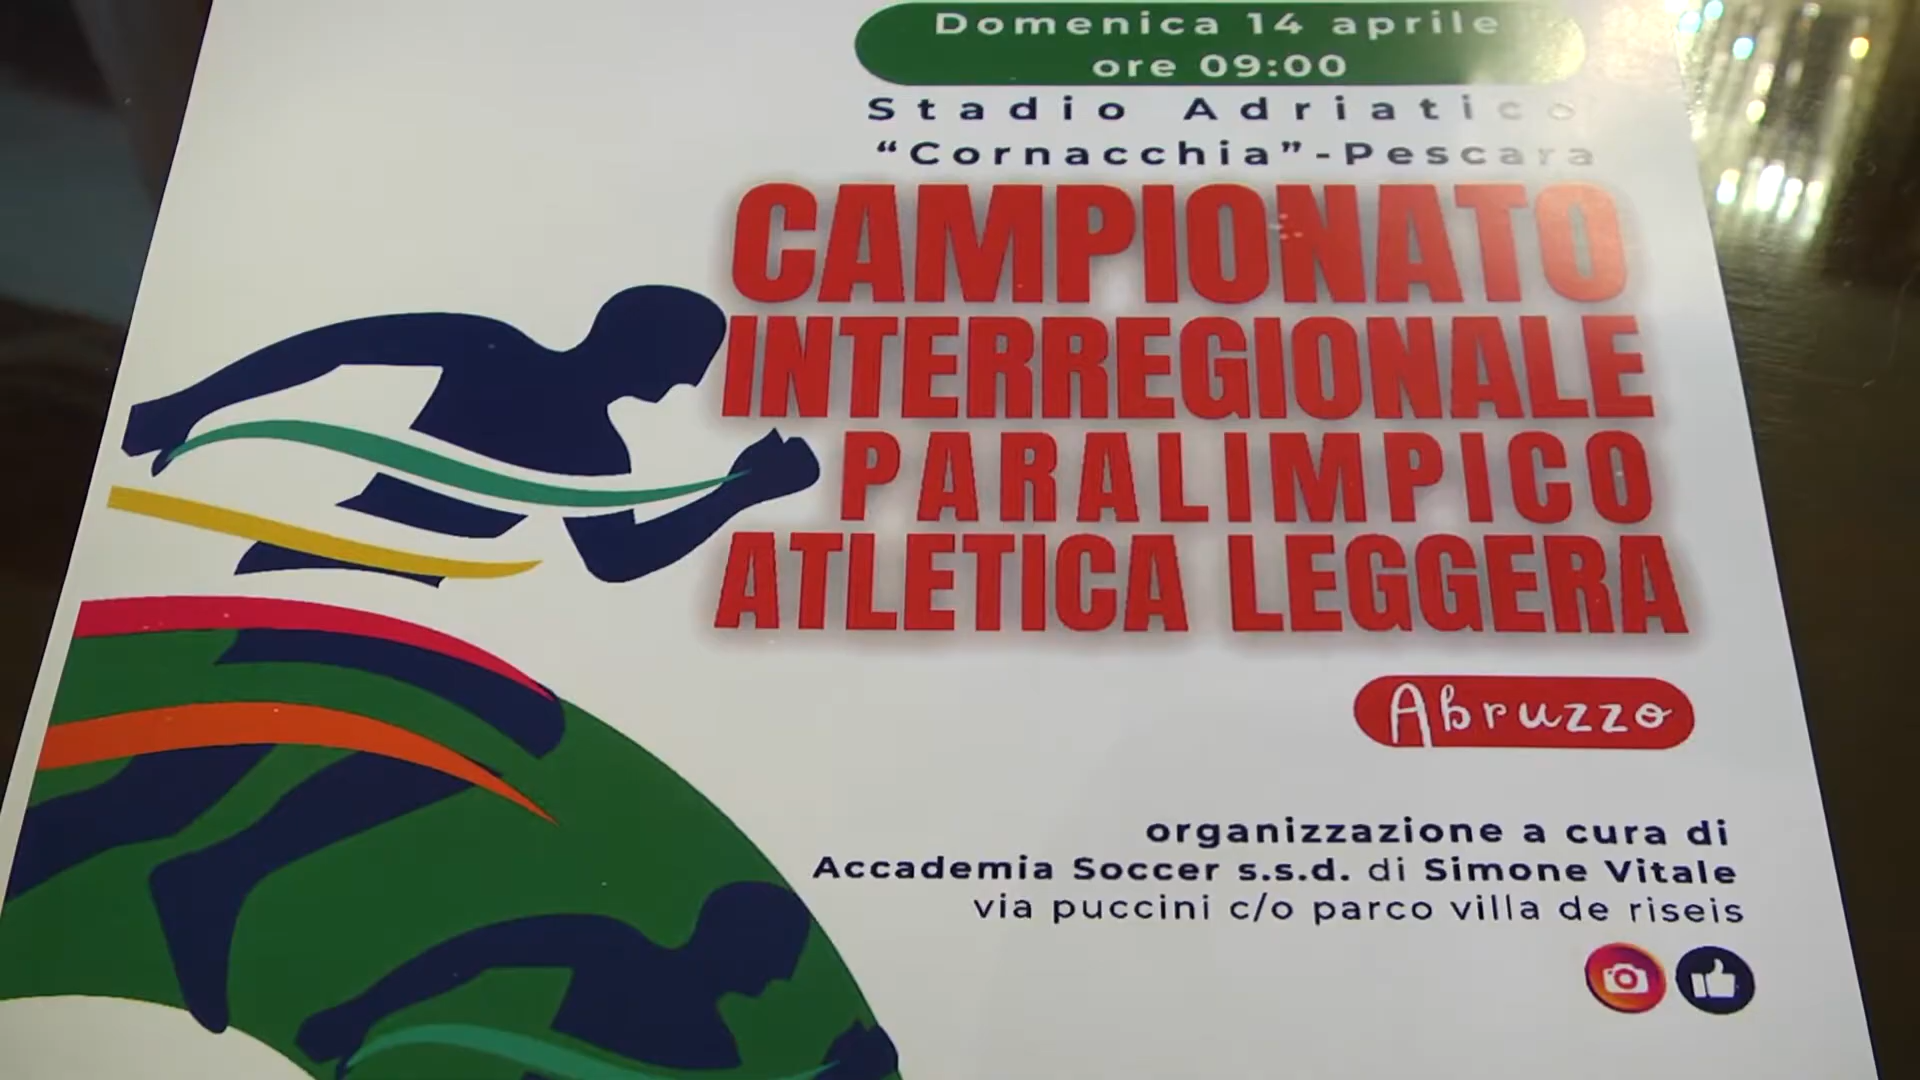 Domenica 14 aprile
ore 09:00
Stadio Adriatico
“Cornacchia”-Pescara
CAMPIONATO
INTERREGIONALE
PARALIMPICO
ATLETICA LEGGERA
Abruzzo
organizzazione a cura di
Accademia Soccer s.s.d. di Simone Vitale
via puccini c/o parco villa de riseis